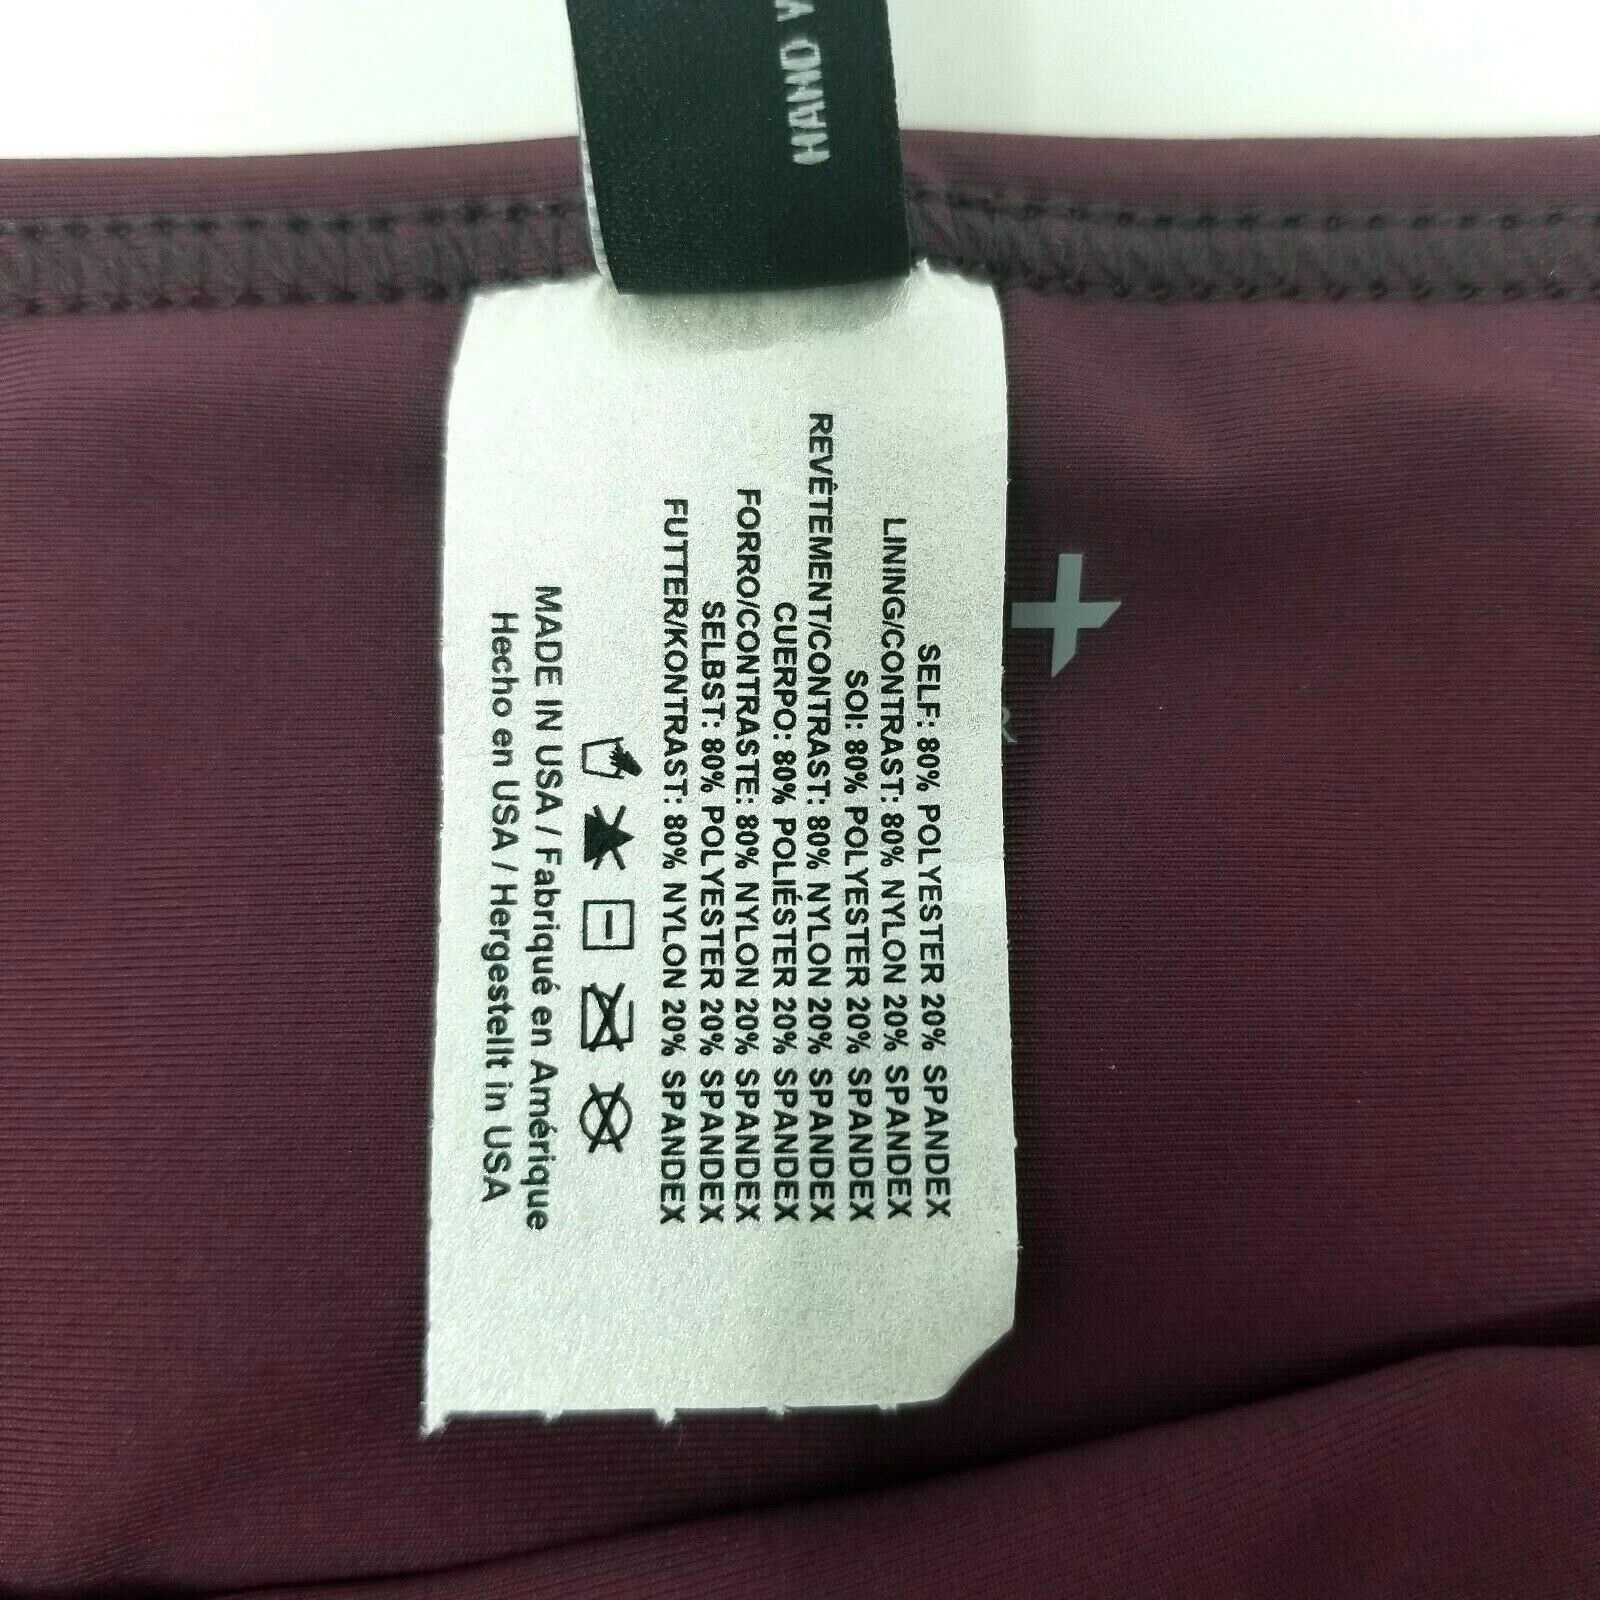 HAND
SELF: 80% POLYESTER 20% SPANDEX
LINING/CONTRAST: 80% NYLON 20% SPANDEX
SOI: 80% POLYESTER 20% SPANDEX
REVÊTEMENT/CONTRAST: 80% NYLON 20% SPANDEX
CUERPO: 80% POLIÉSTER 20% SPANDEX
FORRO/CONTRASTE: 80% NYLON 20% SPANDEX
SELBST: 80% POLYESTER 20% SPANDEX
FUTTER/KONTRAST: 80% NYLON 20% SPANDEX
MADE IN USA / Fabriqué en Amérique
Hecho en USA / Hergestellt in USA